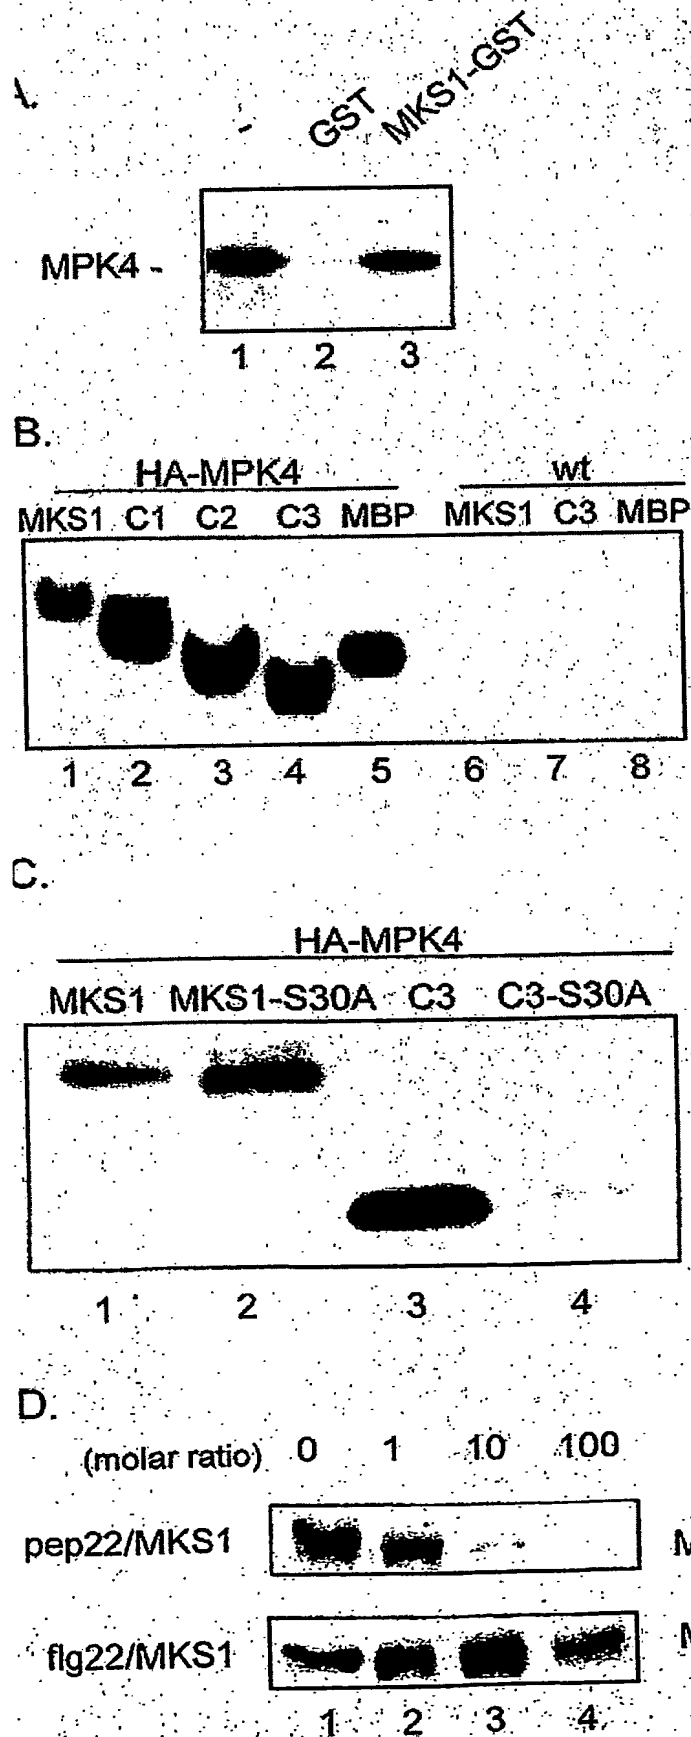 A.
- GST MKS1-GST
MPK4 -
1 2 3
B.
HA-MPK4 wt
MKS1 C1 C2 C3 MBP MKS1 C3 MBP
1 2 3 4 5 6 7 8
C.
HA-MPK4
MKS1 MKS1-S30A C3 C3-S30A
1 2 3 4
D.
(molar ratio) 0 1 10 100
pep22/MKS1
flg22/MKS1
1 2 3 4